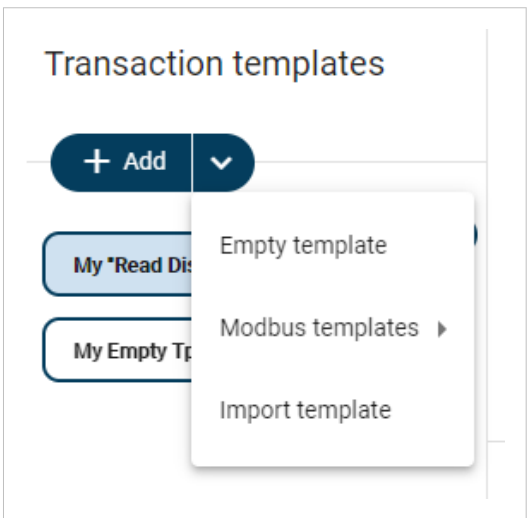 Transaction templates
+ Add
Empty template
My "Read Dis
Modbus templates
My Empty Tp
Import template